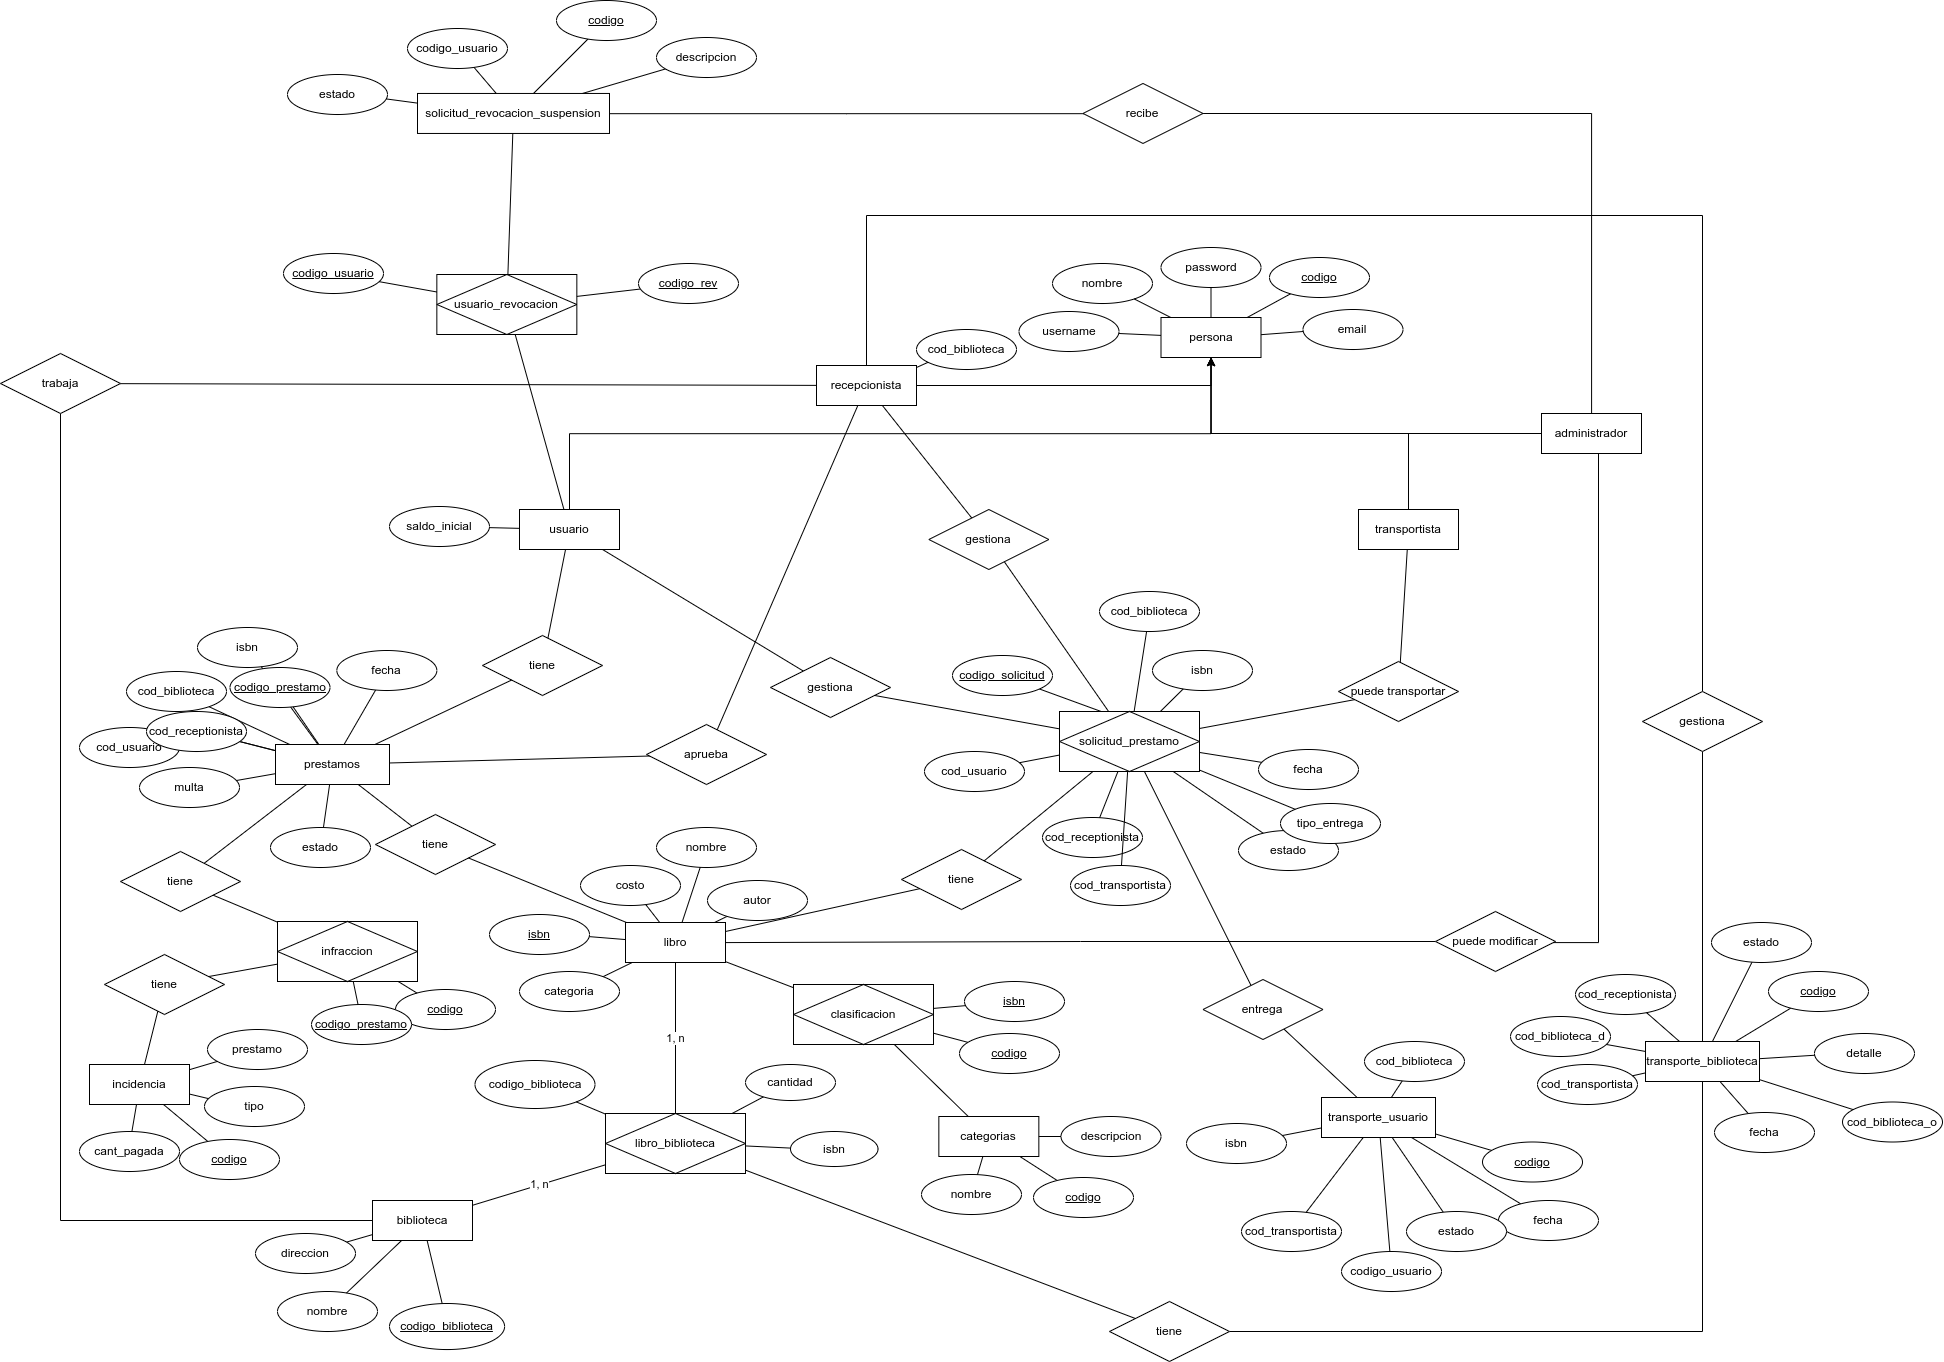 codigo
codigo_usuario
descripcion
estado
solicitud_revocacion_suspension
recibe
codigo_usuario
codigo_rev
usuario_revocacion
password
codigo
nombre
username
email
persona
cod_biblioteca
trabaja
recepcionista
administrador
saldo_inicial
usuario
gestiona
transportista
cod_biblioteca
isbn
tiene
fecha
codigo_prestamo
cod_biblioteca
codigo_solicitud
isbn
gestiona
puede transportar
cod_receptionista
cod_usuario
gestiona
solicitud_prestamo
aprueba
prestamos
cod_usuario
fecha
multa
tipo_entrega
cod_receptionista
estado
estado
tiene
nombre
cod_transportista
costo
autor
tiene
tiene
isbn
libro
puede modificar
infraccion
estado
tiene
categoria
cod_receptionista
codigo
codigo_prestamo
codigo
isbn
clasificacion
entrega
1, n
cod_biblioteca_d
prestamo
codigo
detalle
transporte_biblioteca
cod_biblioteca
incidencia
codigo_biblioteca
cantidad
cod_transportista
tipo
transporte_usuario
cod_biblioteca_o
fecha
categorias
descripcion
libro_biblioteca
isbn
isbn
cant_pagada
codigo
codigo
1, n
nombre
codigo
biblioteca
fecha
cod_transportista
estado
direccion
codigo_usuario
nombre
codigo_biblioteca
tiene